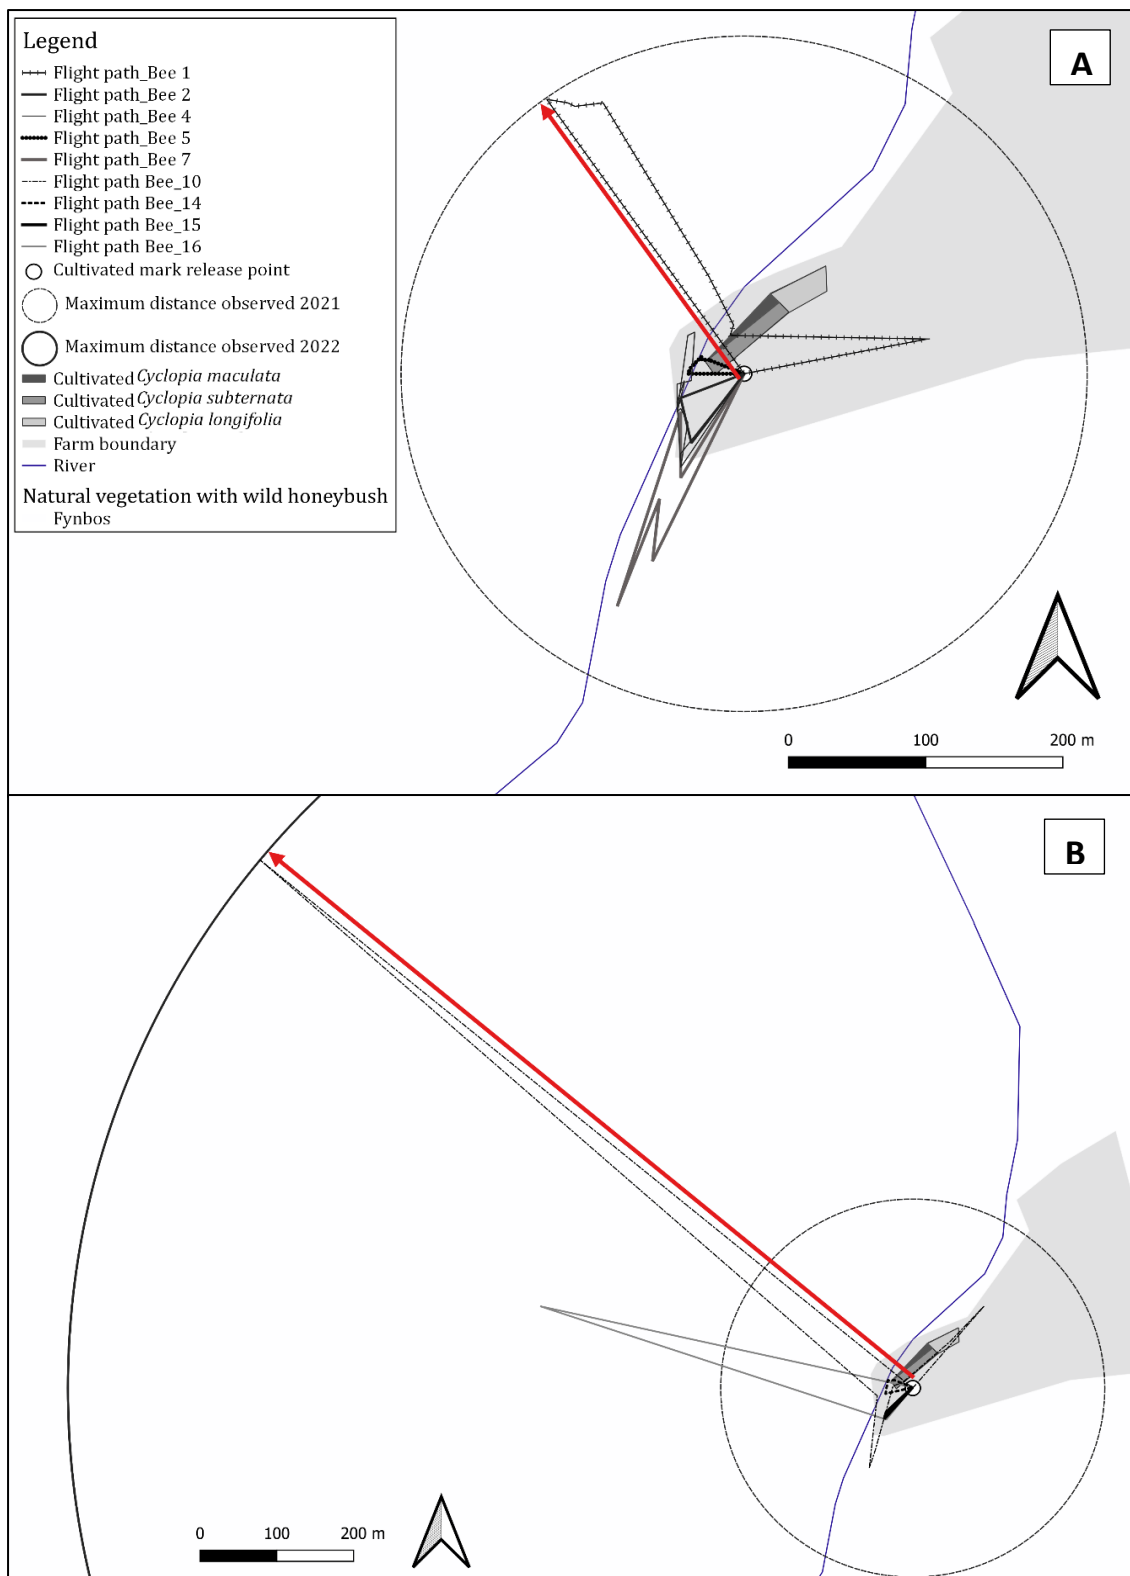 Legend
Flight path_Bee 1
Flight path_Bee 2
Flight path_Bee 4
Flight path_Bee 5
Flight path_Bee 7
Flight path Bee_10
Flight path Bee_14
Flight path Bee_15
Flight path Bee_16
Cultivated mark release point
Maximum distance observed 2021
Maximum distance observed 2022
Cultivated Cyclopia maculata
Cultivated Cyclopia subternata
Cultivated Cyclopia longifolia
Farm boundary
River
Natural vegetation with wild honeybush
Fynbos
A
0 100 200 m
B
0 100 200 m